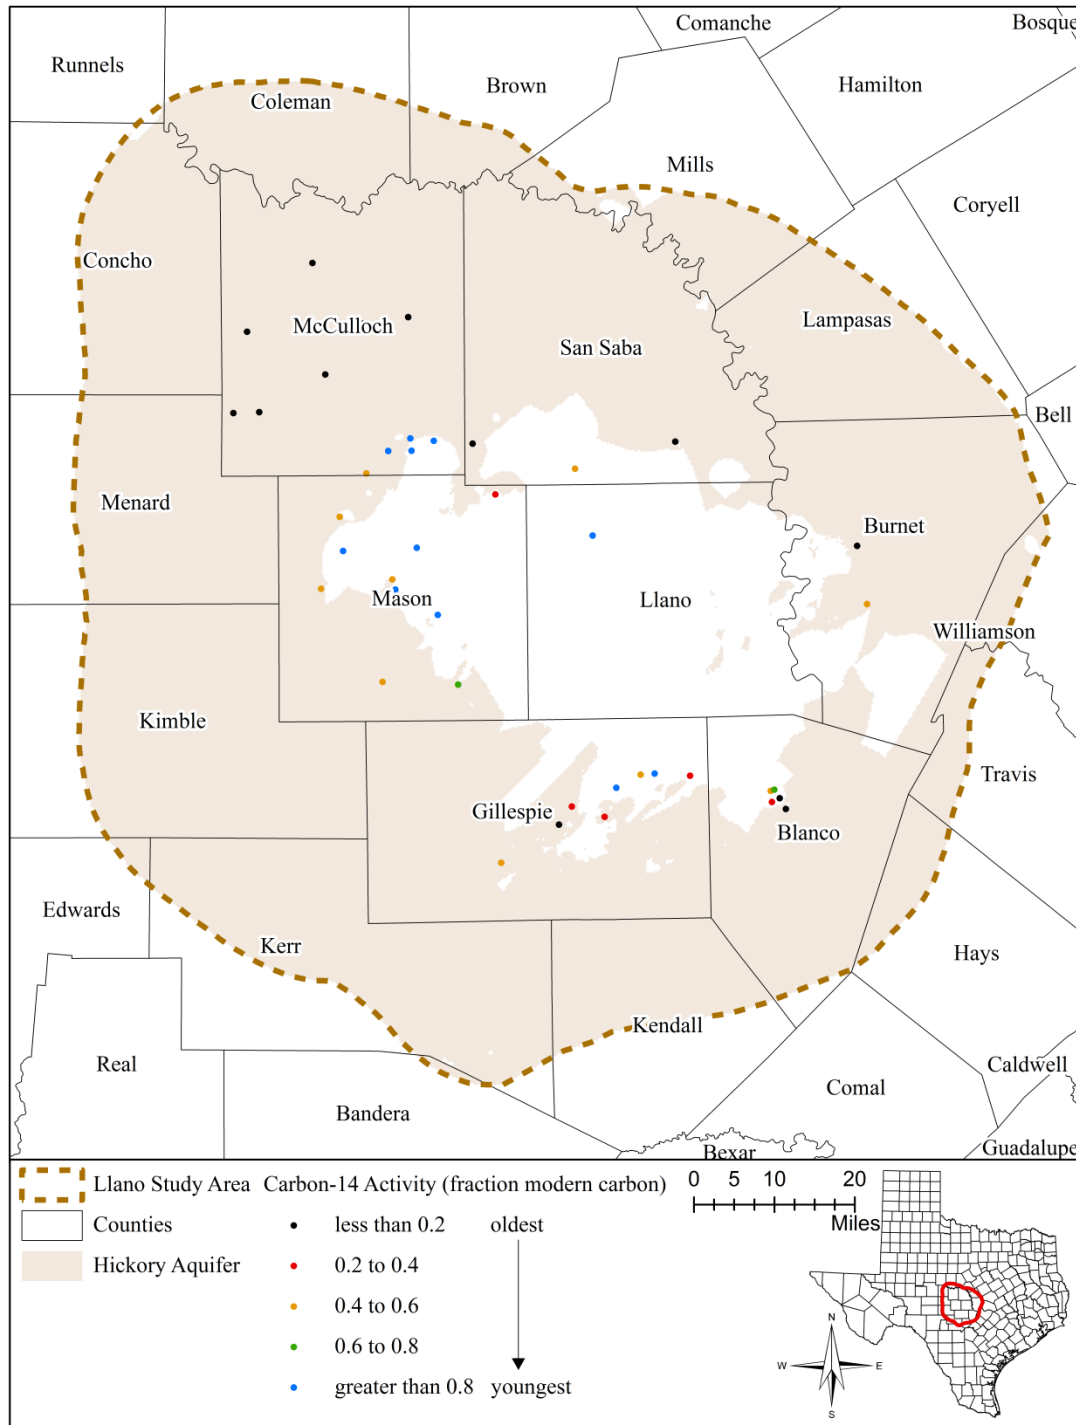 Comanche
Bosque
Runnels
Brown
Hamilton
Coleman
Mills
Coryell
Concho
McCulloch
San Saba
Lampasas
Bell
Menard
Burnet
Mason
Llano
Williamson
Kimble
Travis
Gillespie
Blanco
Edwards
Kerr
Hays
Kendall
Real
Caldwell
Comal
Bandera
Bexar
Guadalupe
Llano Study Area
Counties
Hickory Aquifer
Carbon-14 Activity (fraction modern carbon)
less than 0.2 oldest
0.2 to 0.4
0.4 to 0.6
0.6 to 0.8
greater than 0.8 youngest
0 5 10 20
Miles
N
W E
S